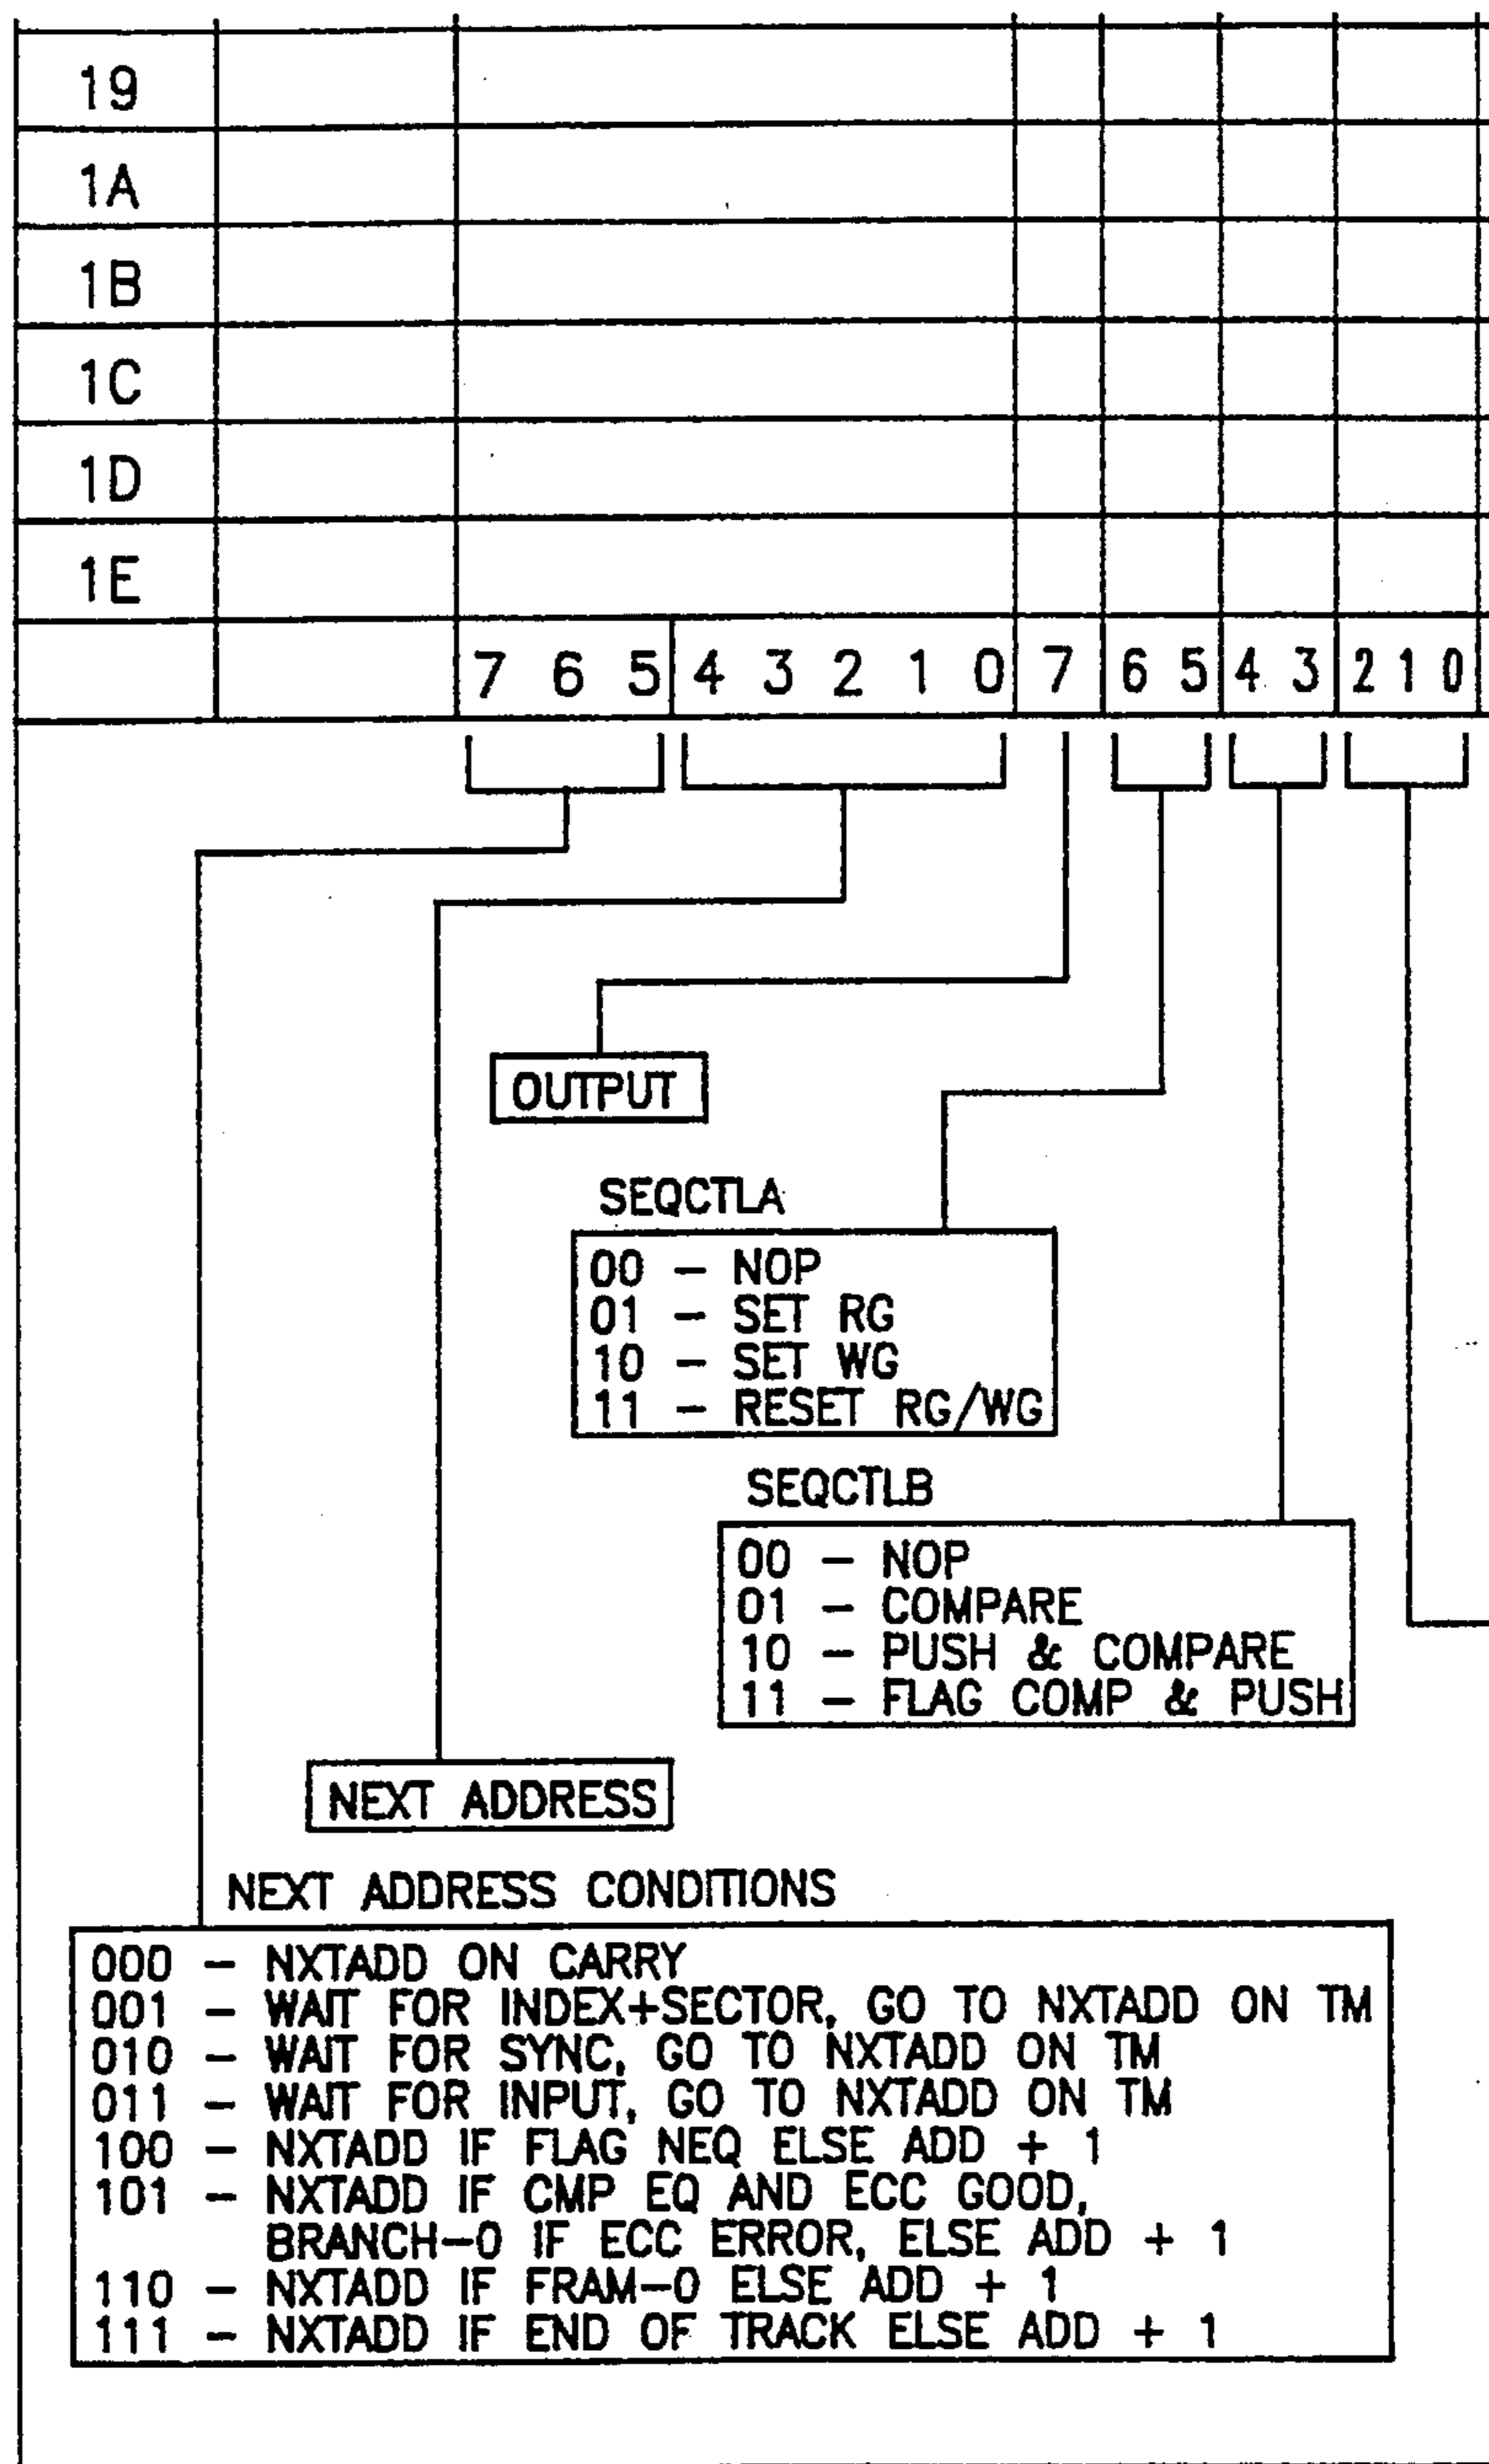 19
1A
1B
1C
1D
1E
7 6 5 4 3 2 1 0 7 6 5 4 3 2 1 0
OUTPUT
SEQCTLA
00 – NOP
01 – SET RG
10 – SET WG
11 – RESET RG/WG
SEQCTLB
00 – NOP
01 – COMPARE
10 – PUSH & COMPARE
11 – FLAG COMP & PUSH
NEXT ADDRESS
NEXT ADDRESS CONDITIONS
000 – NXTADD ON CARRY
001 – WAIT FOR INDEX+SECTOR, GO TO NXTADD ON TM
010 – WAIT FOR SYNC, GO TO NXTADD ON TM
011 – WAIT FOR INPUT, GO TO NXTADD ON TM
100 – NXTADD IF FLAG NEQ ELSE ADD + 1
101 – NXTADD IF CMP EQ AND ECC GOOD,
BRANCH–0 IF ECC ERROR, ELSE ADD + 1
110 – NXTADD IF FRAM–0 ELSE ADD + 1
111 – NXTADD IF END OF TRACK ELSE ADD + 1